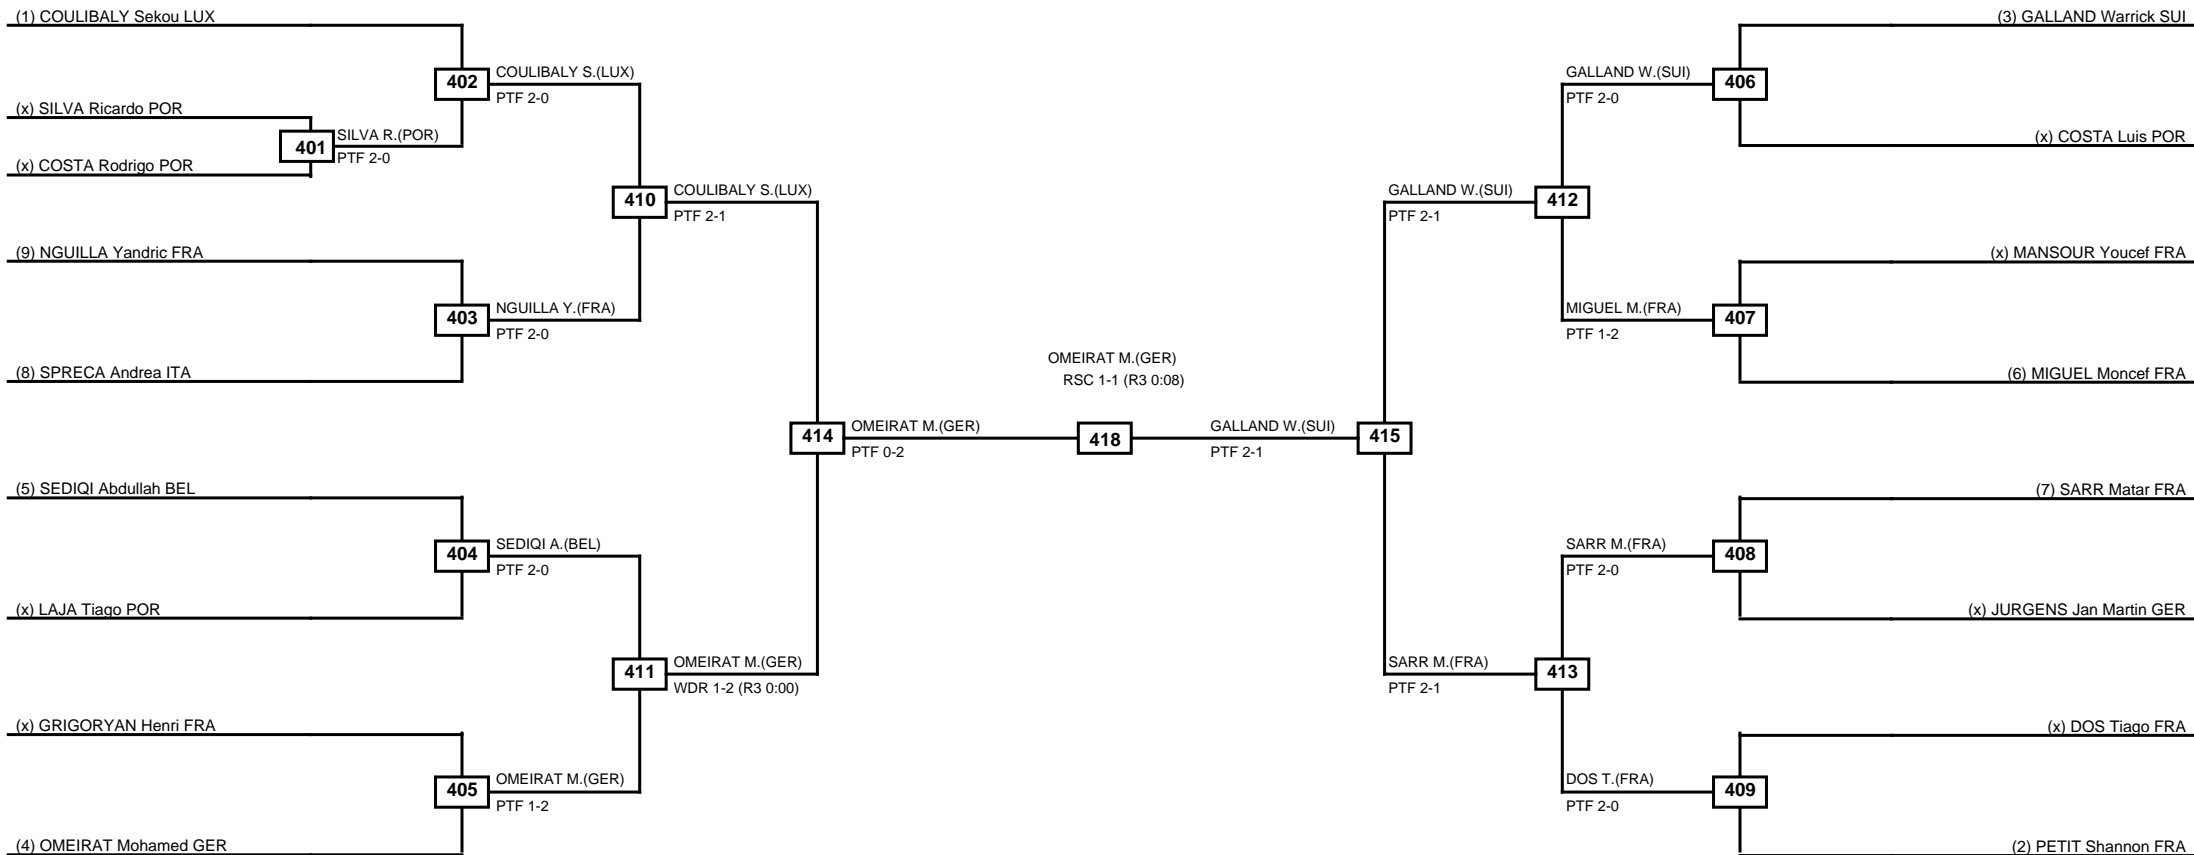 (1) COULIBALY Sekou LUX
402
COULIBALY S.(LUX)
PTF 2-0
(x) SILVA Ricardo POR
401
SILVA R.(POR)
PTF 2-0
(x) COSTA Rodrigo POR
410
COULIBALY S.(LUX)
PTF 2-1
(9) NGUILLA Yandric FRA
403
NGUILLA Y.(FRA)
PTF 2-0
(8) SPRECA Andrea ITA
414
OMEIRAT M.(GER)
PTF 0-2
(5) SEDIQI Abdullah BEL
404
SEDIQI A.(BEL)
PTF 2-0
(x) LAJA Tiago POR
411
OMEIRAT M.(GER)
WDR 1-2 (R3 0:00)
(x) GRIGORYAN Henri FRA
405
OMEIRAT M.(GER)
PTF 1-2
(4) OMEIRAT Mohamed GER
OMEIRAT M.(GER)
RSC 1-1 (R3 0:08)
418
(3) GALLAND Warrick SUI
GALLAND W.(SUI)
PTF 2-0
406
(x) COSTA Luis POR
GALLAND W.(SUI)
PTF 2-1
412
(x) MANSOUR Youcef FRA
MIGUEL M.(FRA)
PTF 1-2
407
(6) MIGUEL Moncef FRA
GALLAND W.(SUI)
PTF 2-1
415
(7) SARR Matar FRA
SARR M.(FRA)
PTF 2-0
408
(x) JURGENS Jan Martin GER
SARR M.(FRA)
PTF 2-1
413
(x) DOS Tiago FRA
DOS T.(FRA)
PTF 2-0
409
(2) PETIT Shannon FRA